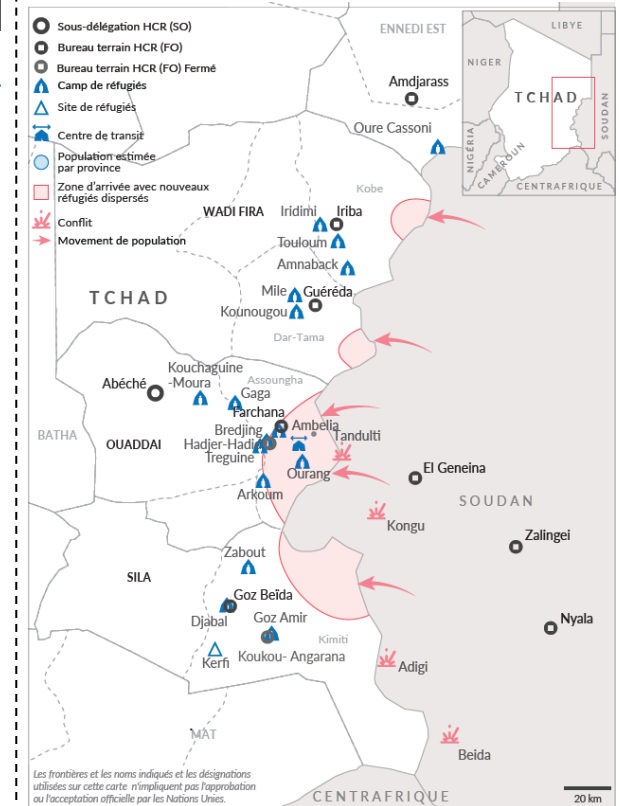 Sous-délégation HCR (SO)
Bureau terrain HCR (FO)
Bureau terrain HCR (FO) Fermé
Camp de réfugiés
Site de réfugiés
Centre de transit
Population estimée
par province
Zone d'arrivée avec nouveaux
réfugiés dispersés
Conflit
Movement de population
ENNEDI EST
LIBYE
NIGER
TCHAD
SOUDAN
NIGÉRIA
CAMEROUN
CENTRAFRIQUE
Amdjarass
Oure Cassoni
Kobe
WADI FIRA
Iridimi
Iriba
Touloum
Amnaback
TCHAD
Mile
Guéréda
Kounougou
Dar-Tama
Kouchaguine
-Moura
Assoungha
Abéché
Gaga
Farchana
BATHA
OUADDAI
Bredjing
Ambelia
Hadjer-Hadid
Tandulti
Treguine
Ourang
El Geneina
Arkoum
SOUDAN
Kongu
Zalingei
Zabout
SILA
Goz Beïda
Djabal
Goz Amir
Nyala
Kimiti
Kerfi
Koukou- Angarana
Adigi
MAT
Beida
Les frontières et les noms indiqués et les désignations
utilisées sur cette carte n'impliquent pas l'approbation
ou l'acceptation officielle par les Nations Unies.
CENTRAFRIQUE
20 km